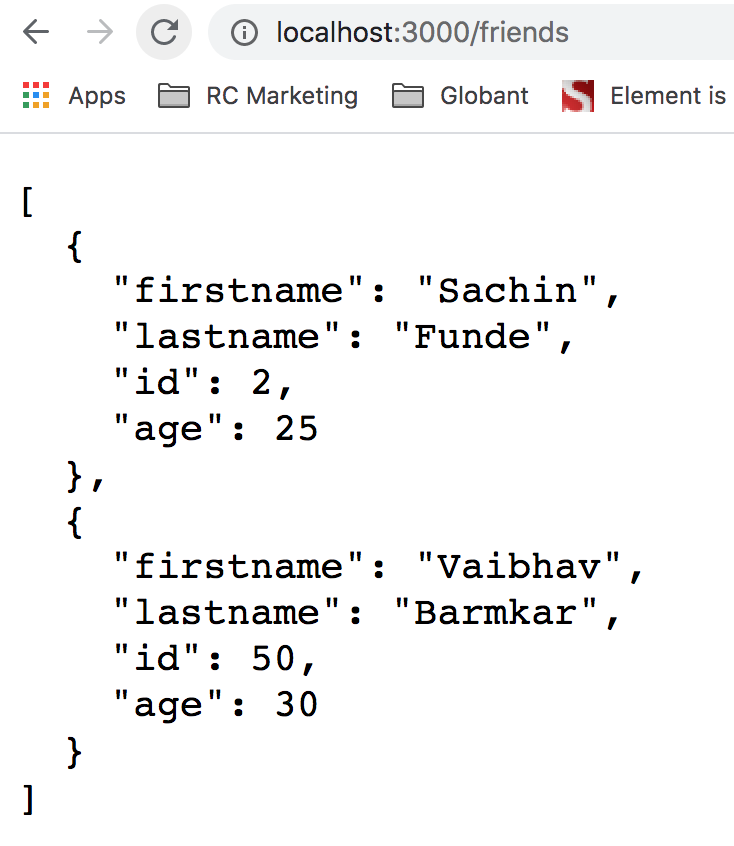 localhost:3000/friends
Apps RC Marketing Globant Element is
[
{
"firstname": "Sachin",
"lastname": "Funde",
"id": 2,
"age": 25
},
{
"firstname": "Vaibhav",
"lastname": "Barmkar",
"id": 50,
"age": 30
}
]